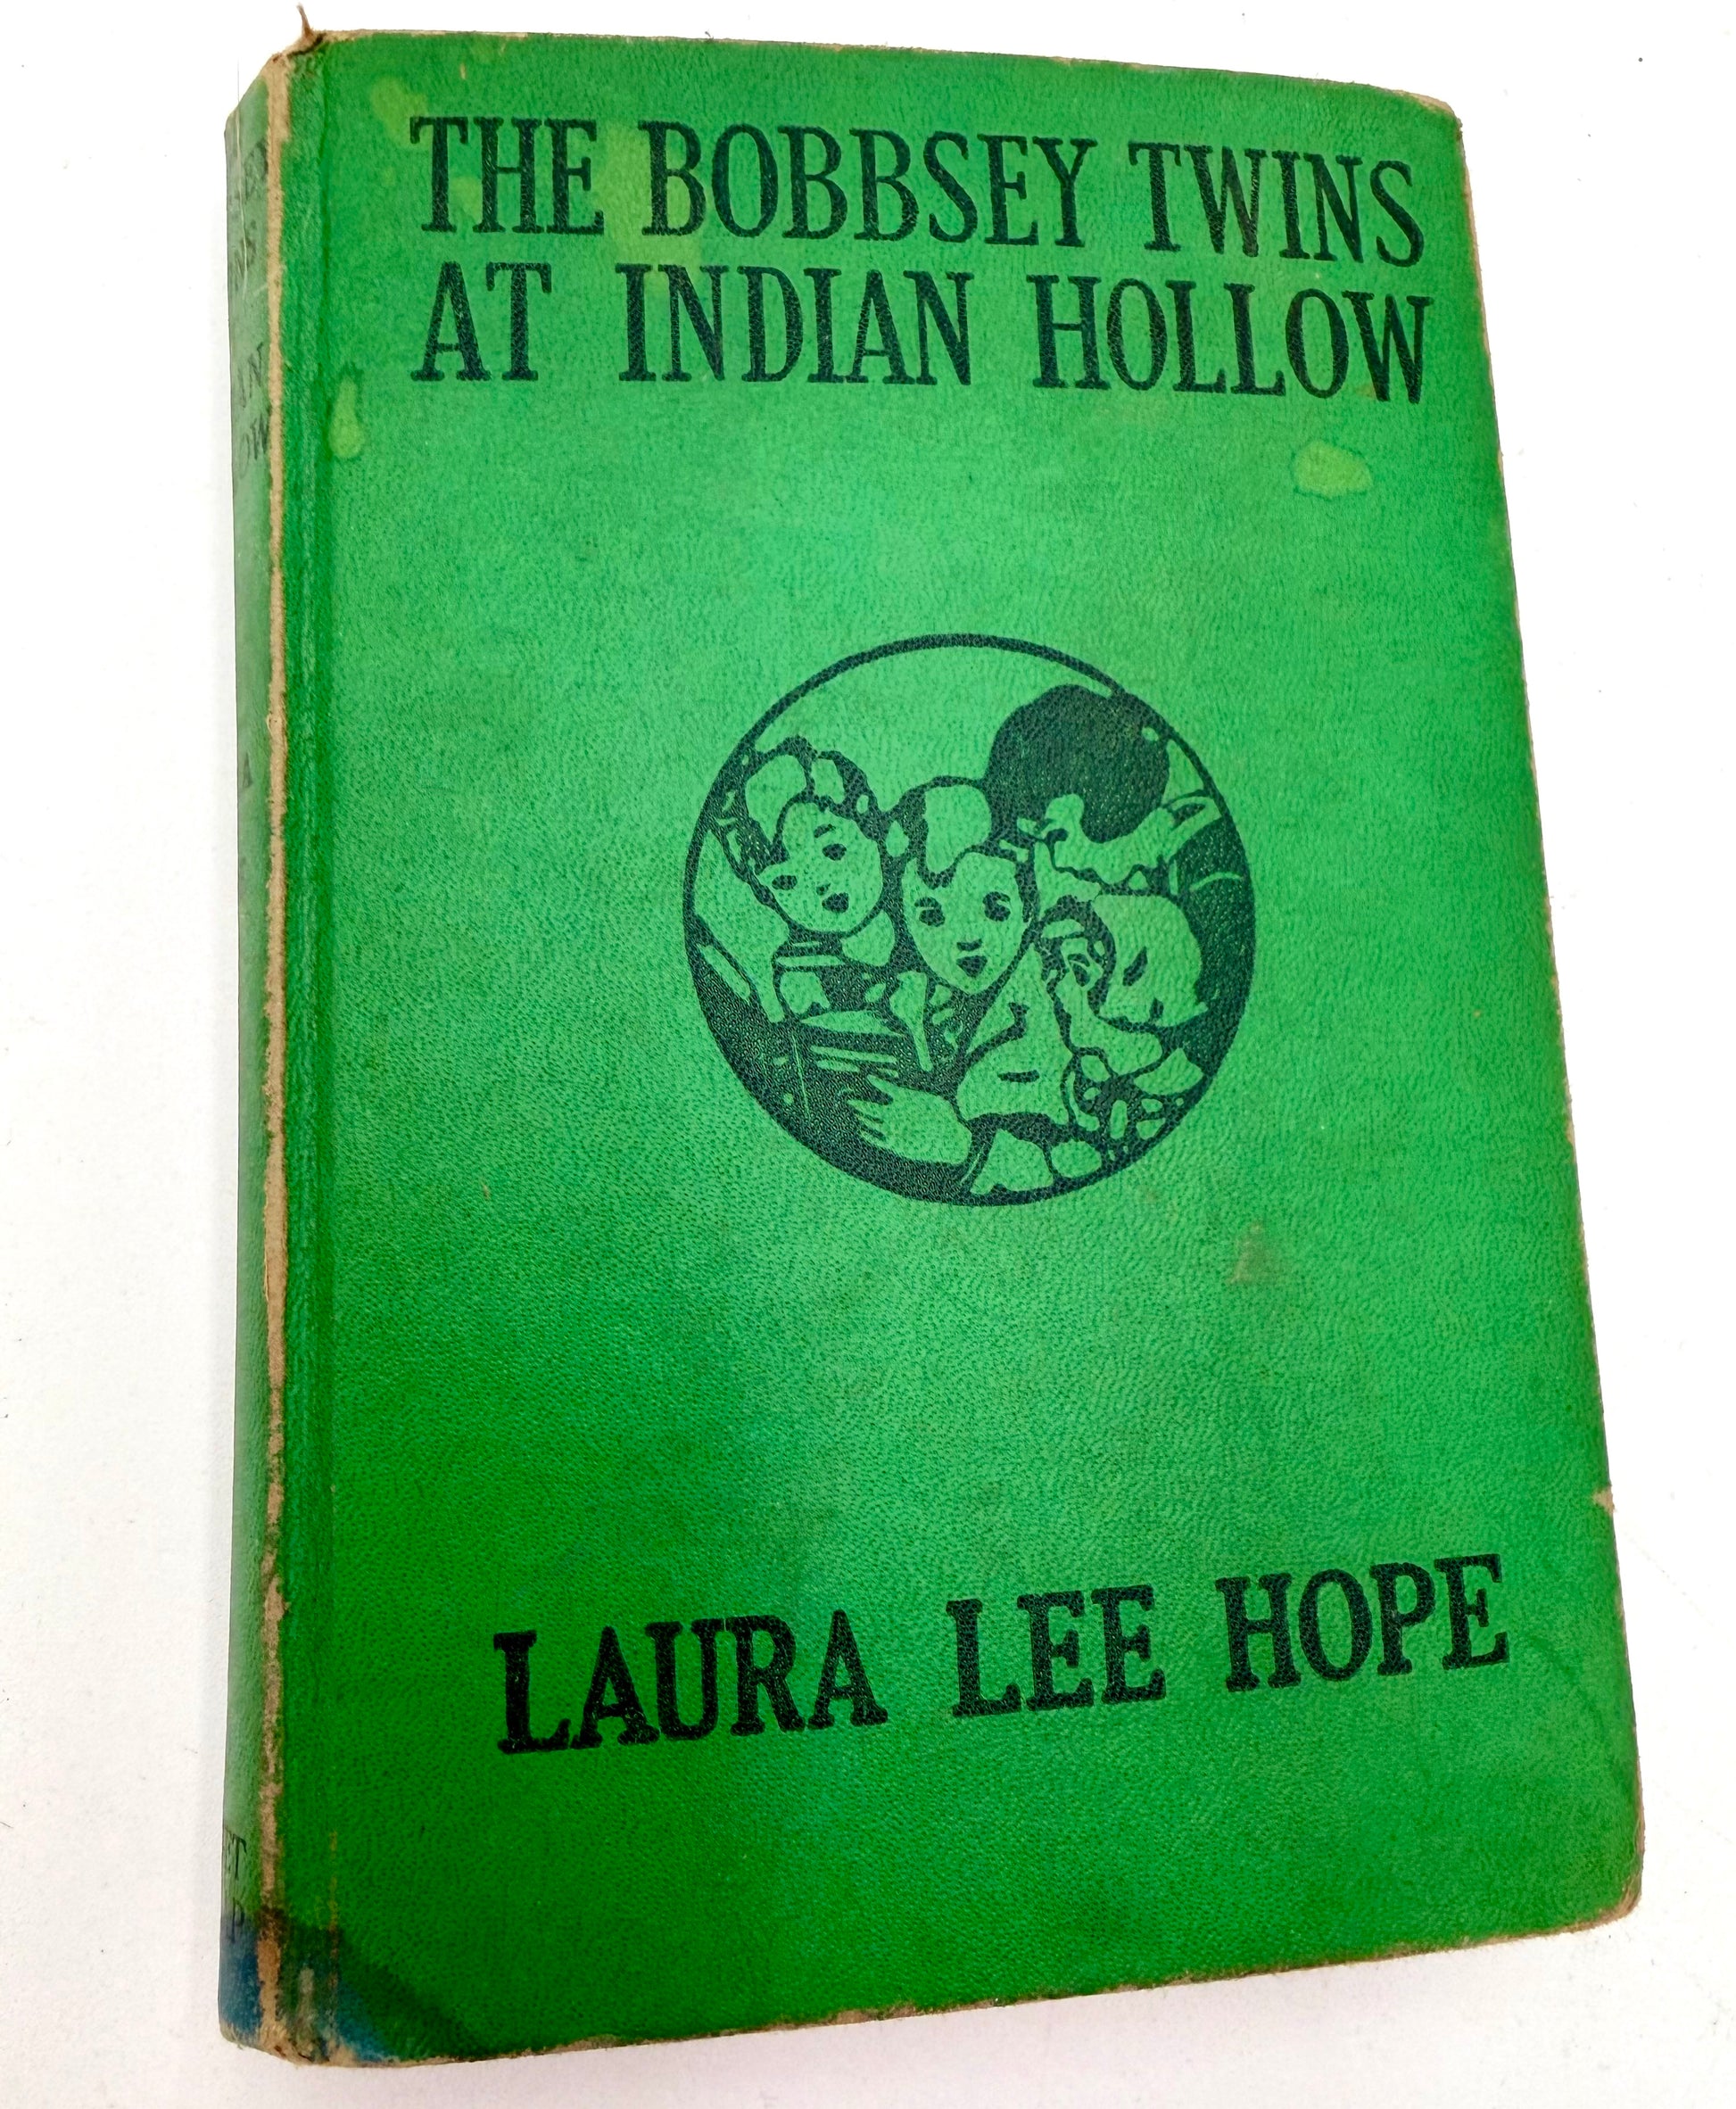 THE BOBBSEY TWINS
AT INDIAN HOLLOW
LAURA LEE HOPE